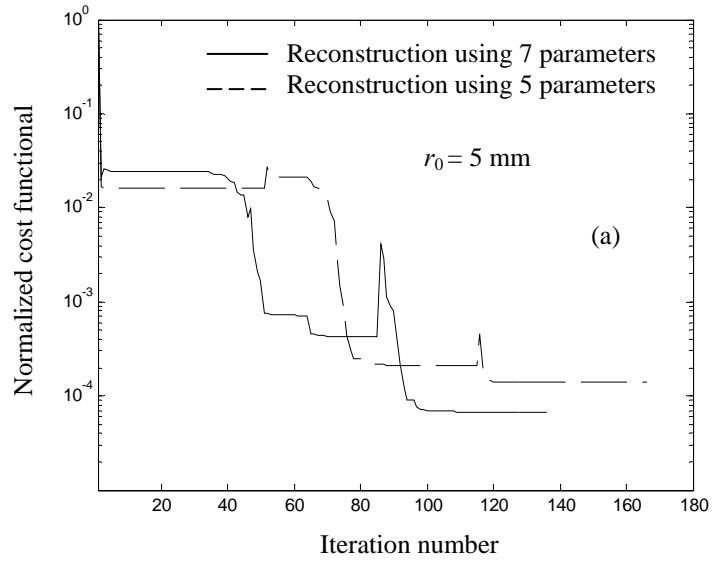 10^0
Reconstruction using 7 parameters
Reconstruction using 5 parameters
10^-1
r_0 = 5 mm
10^-2
(a)
10^-3
10^-4
Normalized cost functional
20 40 60 80 100 120 140 160 180
Iteration number